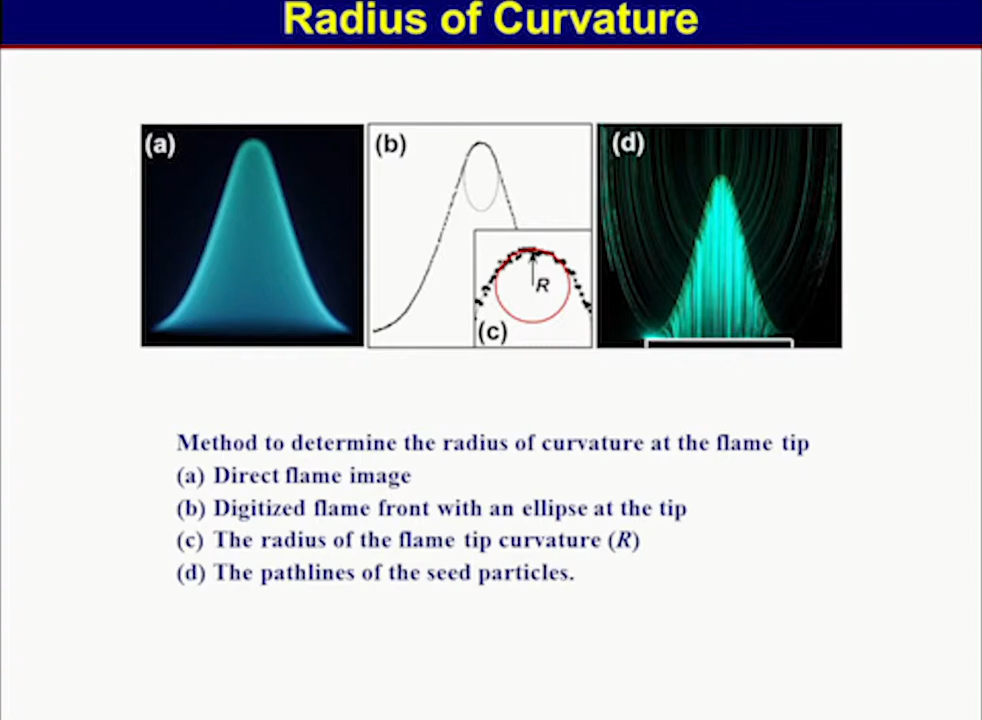 Radius of Curvature
(a)
(b)
(d)
R
(c)
Method to determine the radius of curvature at the flame tip
(a) Direct flame image
(b) Digitized flame front with an ellipse at the tip
(c) The radius of the flame tip curvature (R)
(d) The pathlines of the seed particles.